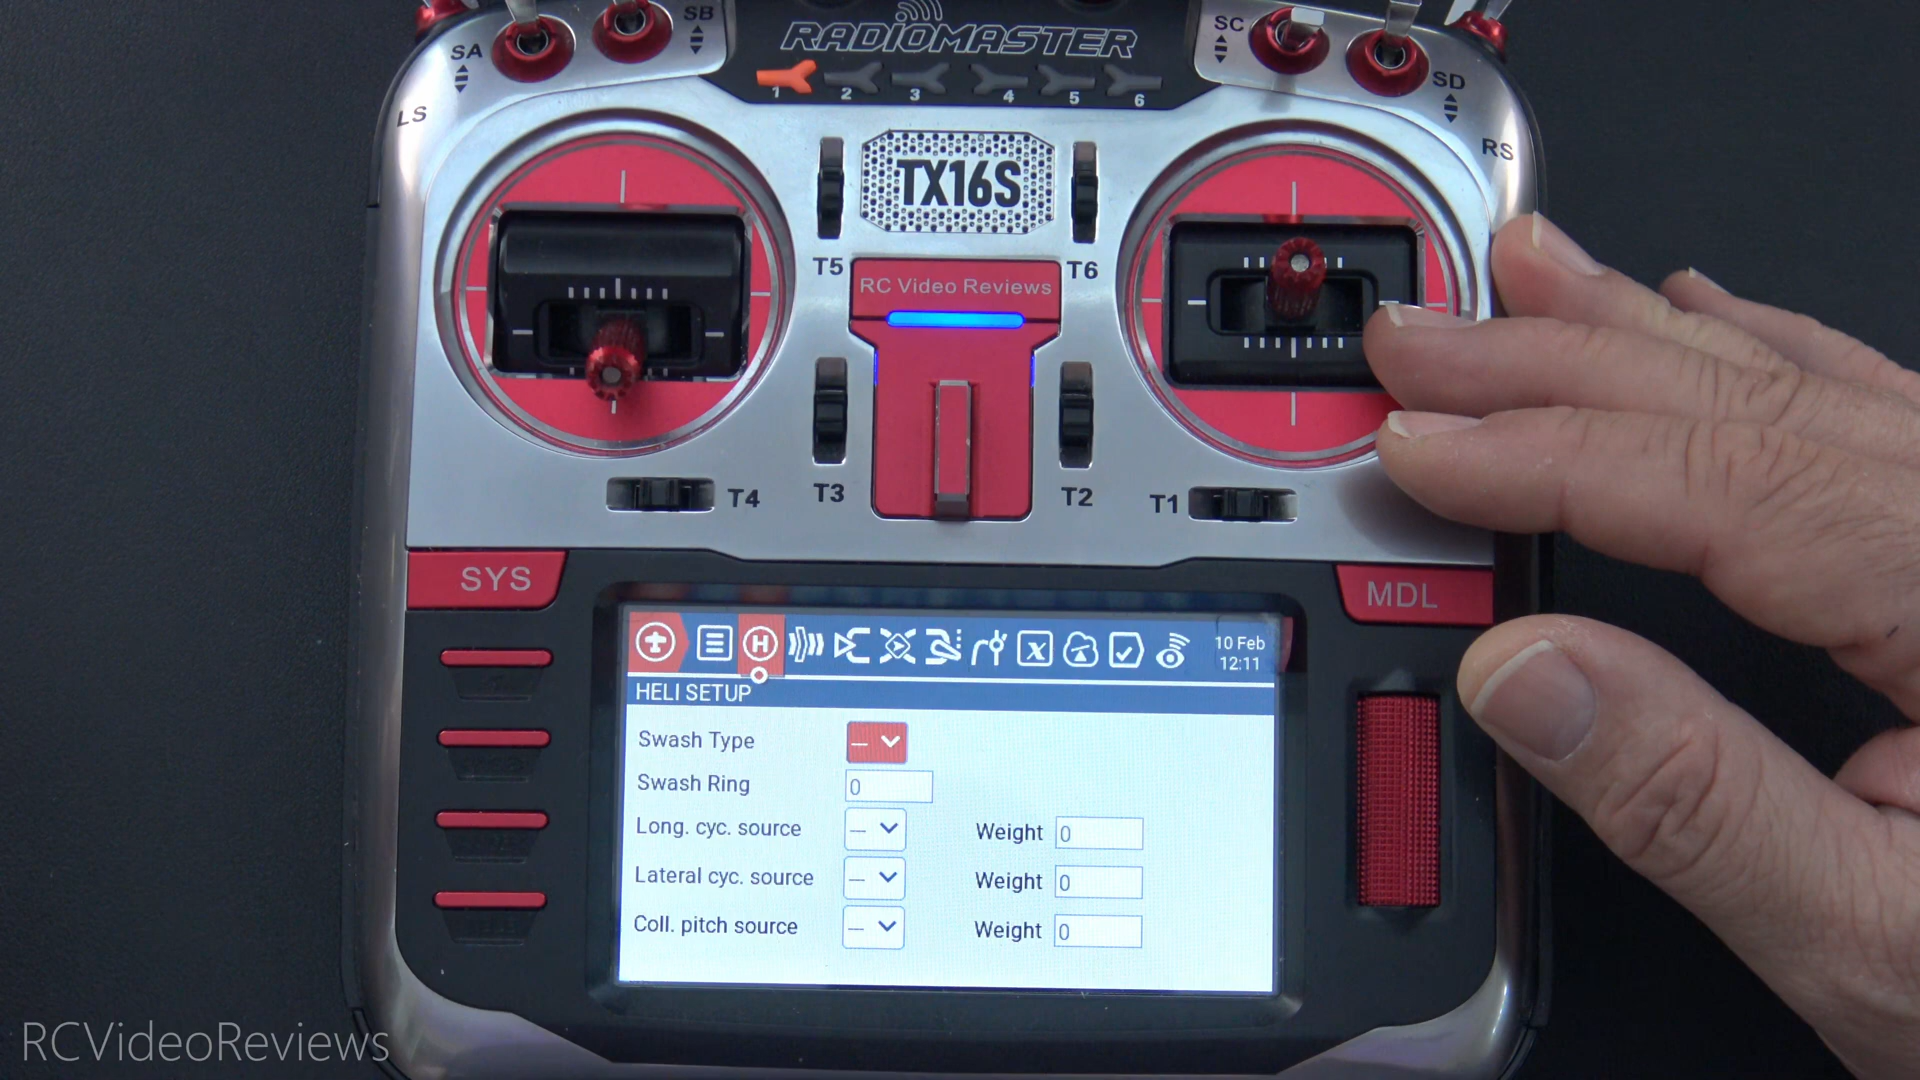 RADIOMASTER
SA
SB
SC
SD
LS
RS
1 2 3 4 5 6
TX16S
T5
T6
RC Video Reviews
T4
T3
T2
T1
SYS
MDL
10 Feb
12:11
HELI SETUP
Swash Type ---
Swash Ring 0
Long. cyc. source --- Weight 0
Lateral cyc. source --- Weight 0
Coll. pitch source --- Weight 0
RCVideoReviews